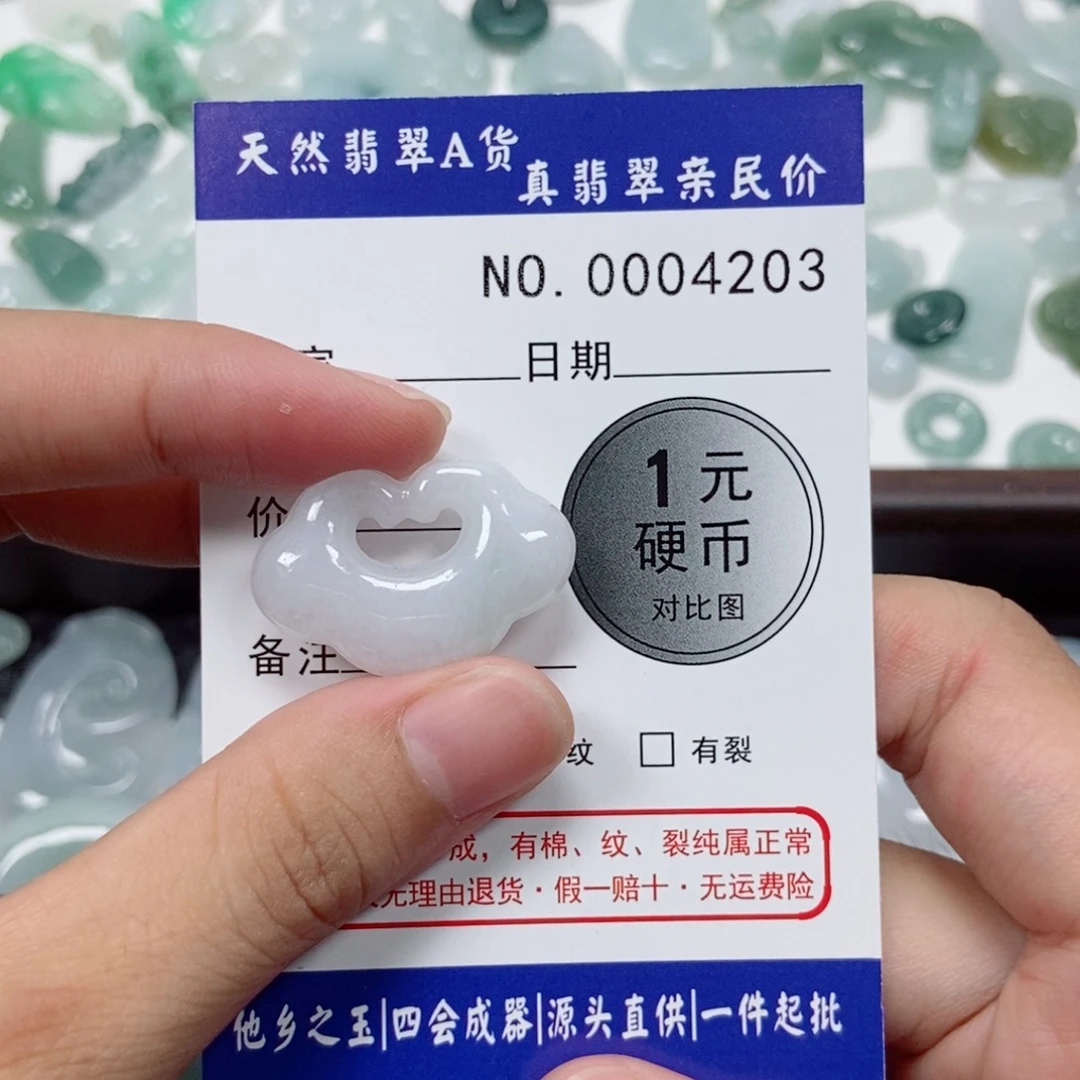 天然翡翠A货
真翡翠亲民价
NO. 0004203
日期
价
1元
硬币
对比图
备注
纹 □ 有裂
成，有棉、纹、裂纯属正常
无理由退货·假一赔十·无运费险
他乡之玉|四会成器|源头直供|一件起批